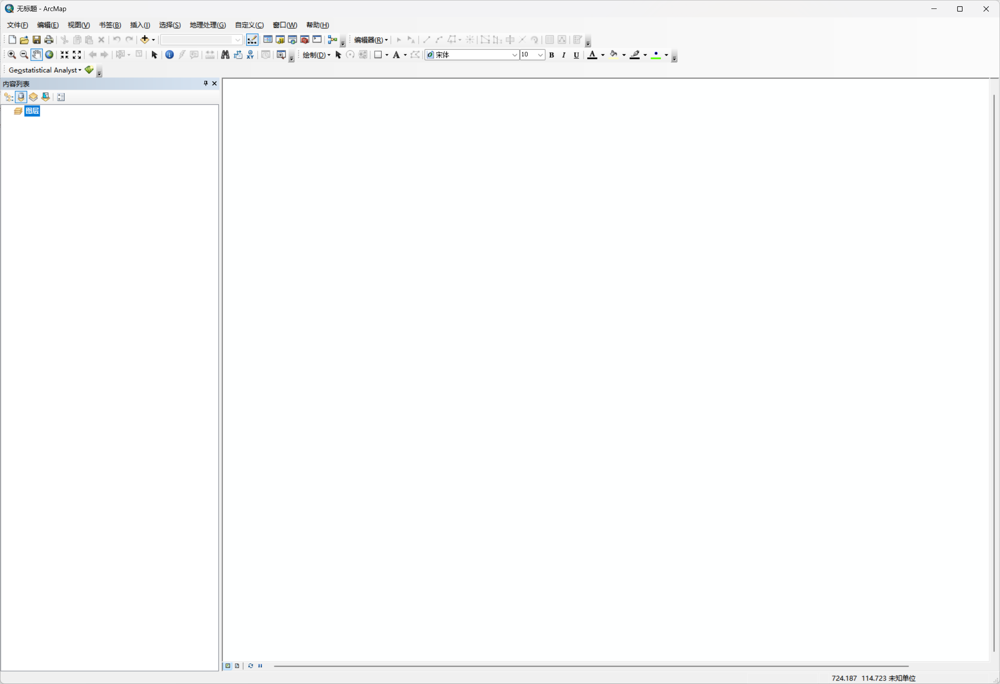 无标题 - ArcMap
文件(F) 编辑(E) 视图(V) 书签(B) 插入(I) 选择(S) 地理处理(G) 自定义(C) 窗口(W) 帮助(H)
编辑器(R)
绘制(D) A 宋体 10 B I U A
Geostatistical Analyst
内容列表
图层
724.187 114.723 未知单位